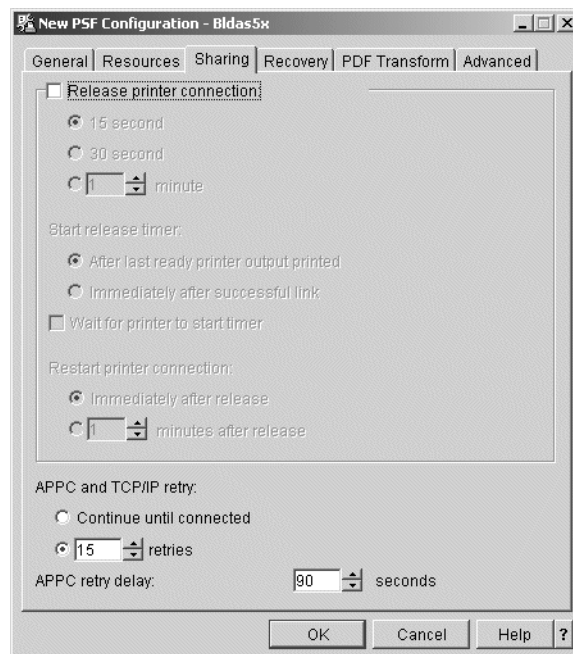 New PSF Configuration - Bldas5x
General Resources Sharing Recovery PDF Transform Advanced
Release printer connection:
15 second
30 second
1 minute
Start release timer:
After last ready printer output printed
Immediately after successful link
Wait for printer to start timer
Restart printer connection:
Immediately after release
1 minutes after release
APPC and TCP/IP retry:
Continue until connected
15 retries
APPC retry delay: 90 seconds
OK Cancel Help ?